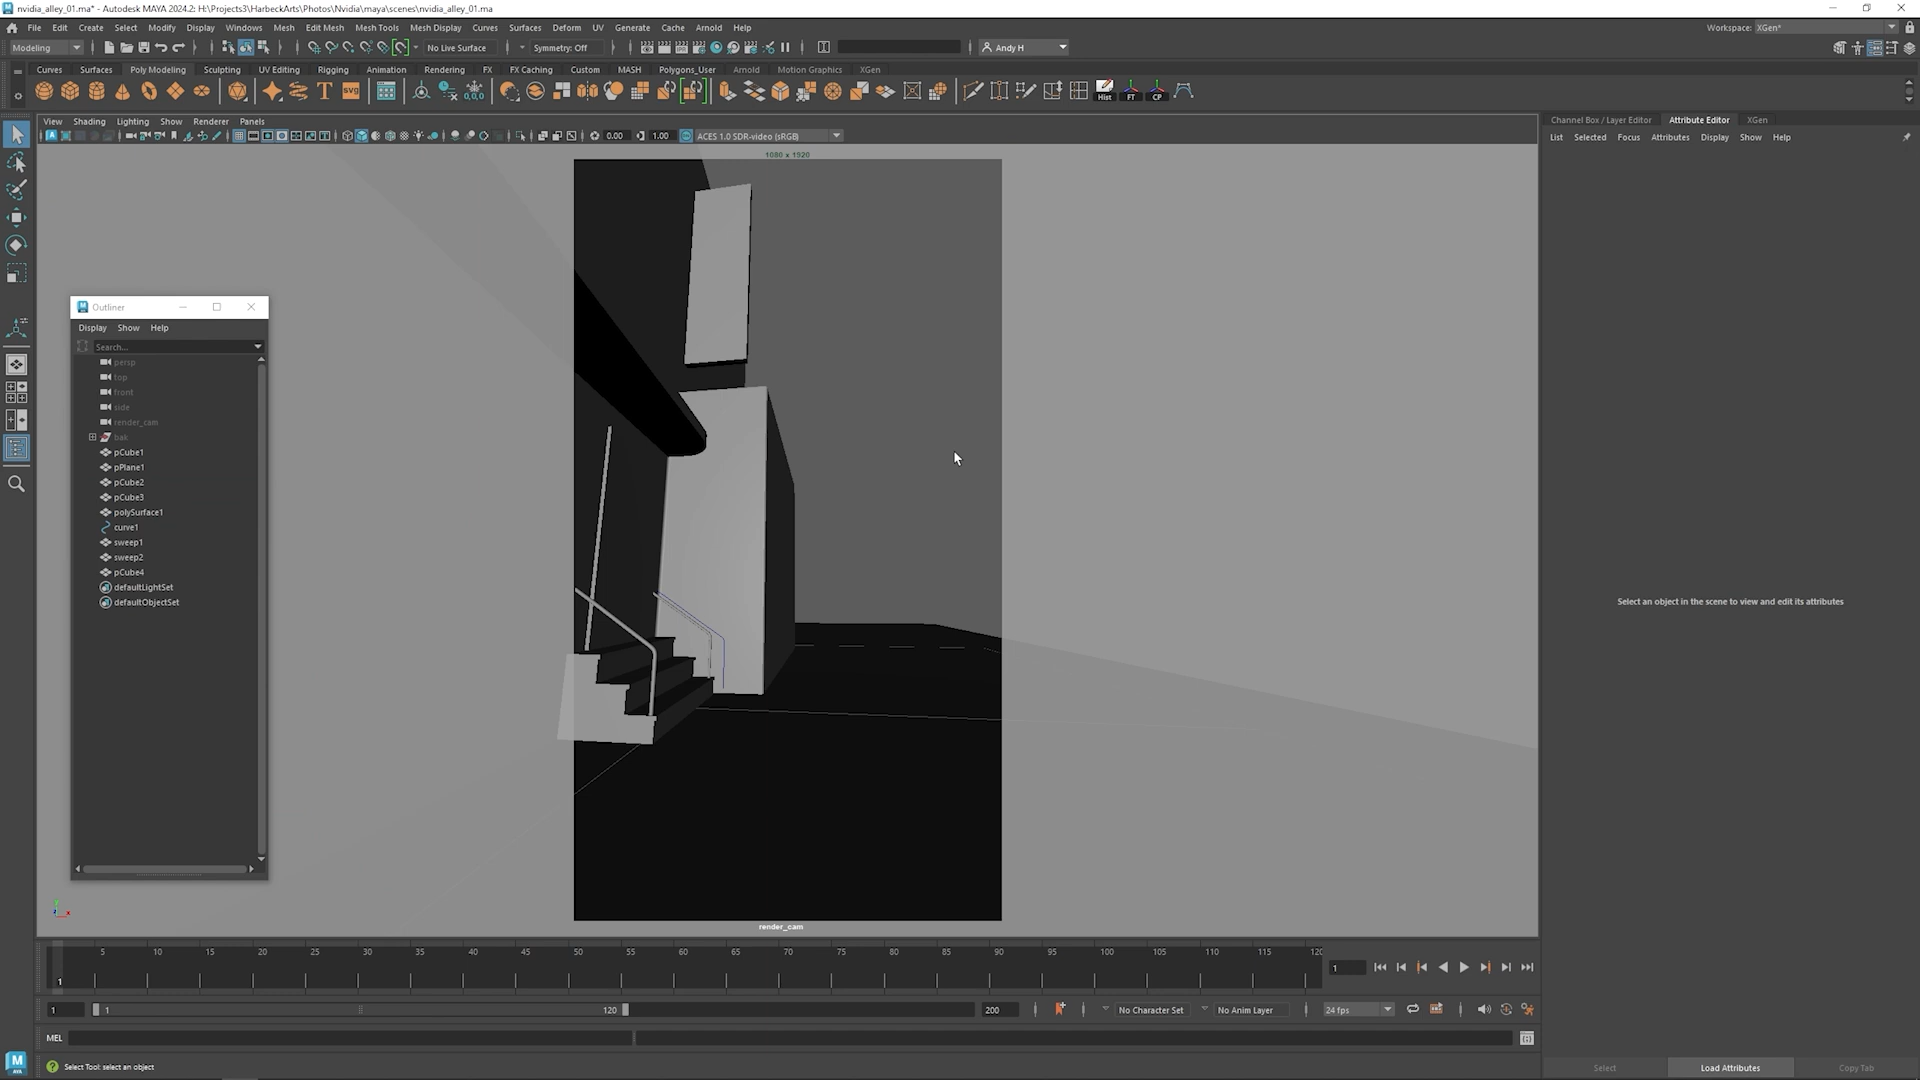 nvidia_alley_01.ma* - Autodesk MAYA 2024.2: H:\Projects3\HarbeckArts\Photos\Nvidia\maya\scenes\nvidia_alley_01.ma
File Edit Create Select Modify Display Windows Mesh Edit Mesh Mesh Tools Mesh Display Curves Surfaces Deform UV Generate Cache Arnold Help
Workspace: XGen*
Modeling
No Live Surface
Symmetry: Off
Andy H
Curves Surfaces Poly Modeling Sculpting UV Editing Rigging Animation Rendering FX FX Caching Custom MASH Polygons_User Arnold Motion Graphics XGen
T
SVG
0,0,0
Hist
FT
CP
View Shading Lighting Show Renderer Panels
0.00
1.00
ACES 1.0 SDR-video (sRGB)
Channel Box / Layer Editor Attribute Editor XGen
List Selected Focus Attributes Display Show Help
1080 x 1920
Outliner
Display Show Help
Search...
persp
top
front
side
render_cam
bak
pCube1
pPlane1
pCube2
pCube3
polySurface1
curve1
sweep1
sweep2
pCube4
defaultLightSet
defaultObjectSet
Select an object in the scene to view and edit its attributes
render_cam
5 10 15 20 25 30 35 40 45 50 55 60 65 70 75 80 85 90 95 100 105 110 115 120
1
1
1
1
120
200
No Character Set
No Anim Layer
24 fps
MEL
Select Tool: select an object
Select
Load Attributes
Copy Tab